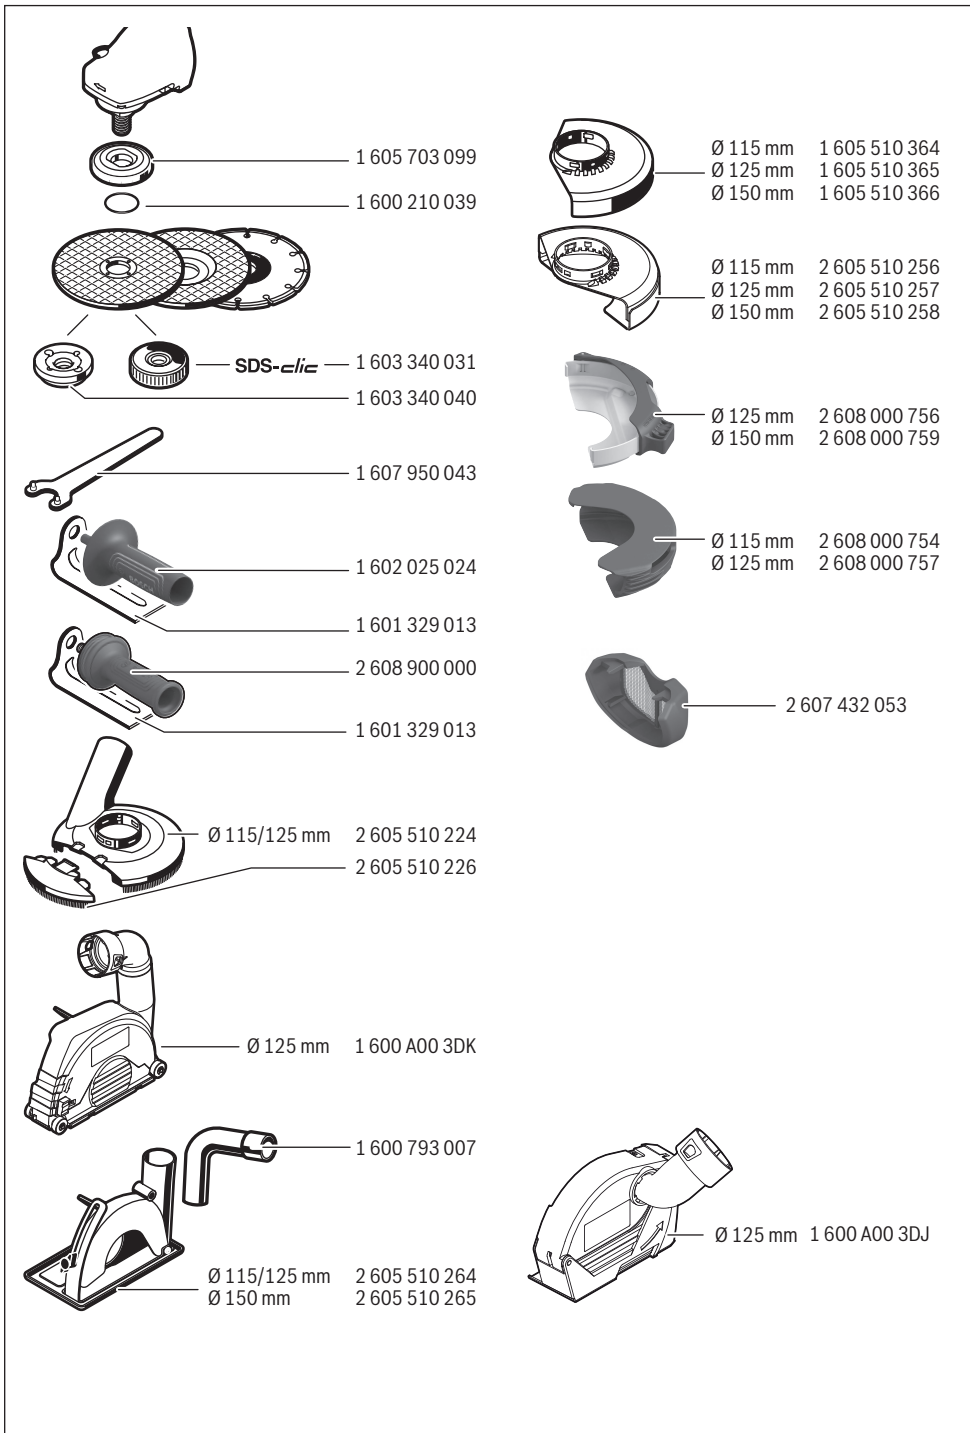 1 605 703 099
1 600 210 039
SDS-clic 1 603 340 031
1 603 340 040
1 607 950 043
BOSCH
1 602 025 024
1 601 329 013
2 608 900 000
1 601 329 013
Ø 115/125 mm 2 605 510 224
2 605 510 226
Ø 125 mm 1 600 A00 3DK
1 600 793 007
Ø 115/125 mm 2 605 510 264
Ø 150 mm 2 605 510 265
Ø 115 mm 1 605 510 364
Ø 125 mm 1 605 510 365
Ø 150 mm 1 605 510 366
Ø 115 mm 2 605 510 256
Ø 125 mm 2 605 510 257
Ø 150 mm 2 605 510 258
Ø 125 mm 2 608 000 756
Ø 150 mm 2 608 000 759
Ø 115 mm 2 608 000 754
Ø 125 mm 2 608 000 757
2 607 432 053
Ø 125 mm 1 600 A00 3DJ